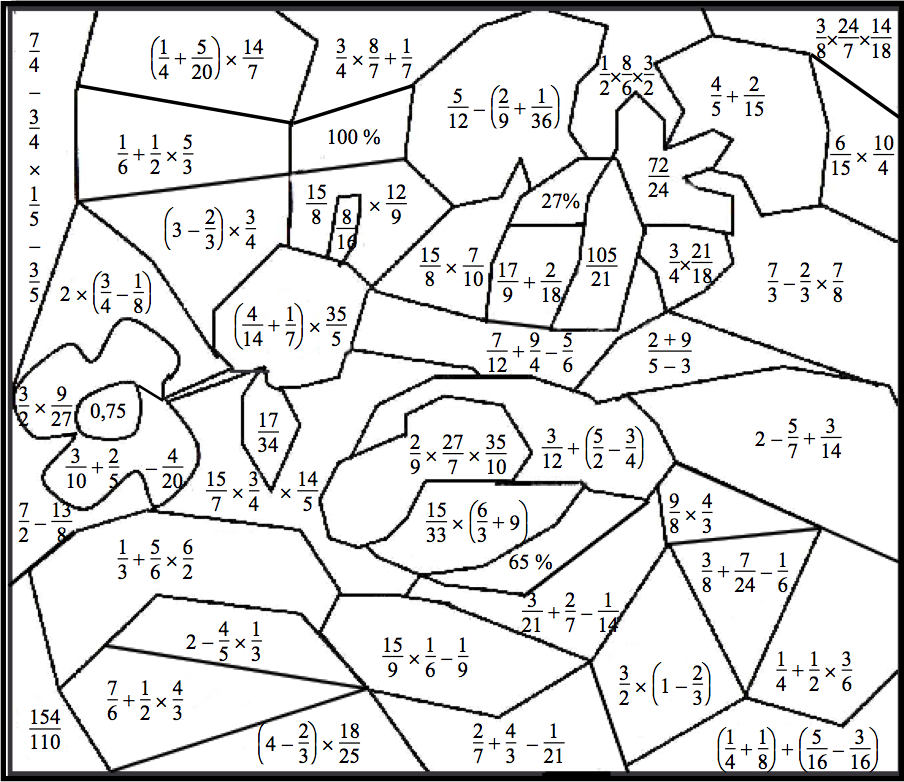 7/4 − 3/4 × 1/5 − 3/5
(1/4 + 5/20) × 14/7
3/4 × 8/7 + 1/7
5/12 − (2/9 + 1/36)
1/2 × 8/6 × 3/2
4/5 + 2/15
3/8 × 24/7 × 14/18
1/6 + 1/2 × 5/3
100 %
6/15 × 10/4
72/24
15/8 × 12/9
8/16
27%
(3 − 2/3) × 3/4
15/8 × 7/10
17/9 + 2/18
105/21
3/4 × 21/18
7/3 − 2/3 × 7/8
2 × (3/4 − 1/8)
(4/14 + 1/7) × 35/5
7/12 + 9/4 − 5/6
2 + 9/5 − 3
3/2 × 9/27
0,75
17/34
2/9 × 27/7 × 35/10
3/12 + (5/2 − 3/4)
2 − 5/7 + 3/14
3/10 + 2/5 − 4/20
15/7 × 3/4 × 14/5
15/33 × (6/3 + 9)
9/8 × 4/3
7/2 − 13/8
1/3 + 5/6 × 6/2
65 %
3/8 + 7/24 − 1/6
3/21 + 2/7 − 1/14
2 − 4/5 × 1/3
15/9 × 1/6 − 1/9
3/2 × (1 − 2/3)
1/4 + 1/2 × 3/6
7/6 + 1/2 × 4/3
154/110
(4 − 2/3) × 18/25
2/7 + 4/3 − 1/21
(1/4 + 1/8) + (5/16 − 3/16)